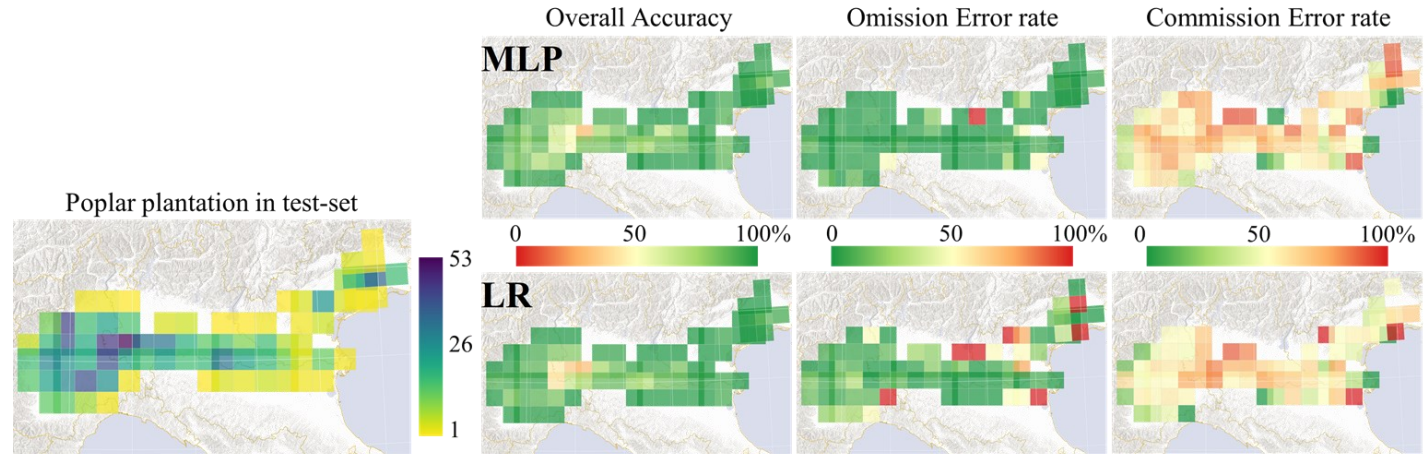 Overall Accuracy
Omission Error rate
Commission Error rate
MLP
Poplar plantation in test-set
0 50 100%
0 50 100%
0 50 100%
53
26
1
LR